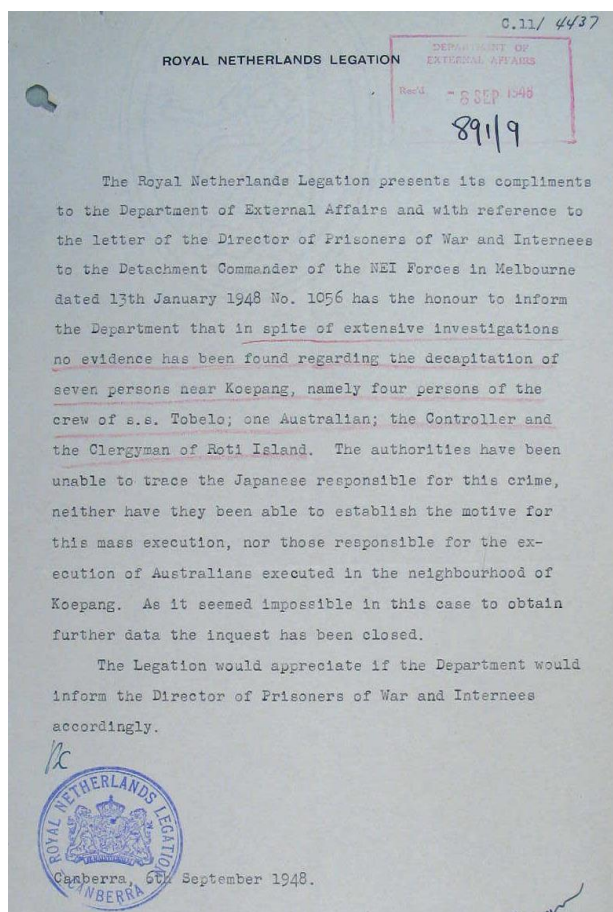 C.11/ 4437
ROYAL NETHERLANDS LEGATION
DEPARTMENT OF
EXTERNAL AFFAIRS
Rec'd - 8 SEP 1948
891/9
The Royal Netherlands Legation presents its compliments
to the Department of External Affairs and with reference to
the letter of the Director of Prisoners of War and Internees
to the Detachment Commander of the NEI Forces in Melbourne
dated 13th January 1948 No. 1056 has the honour to inform
the Department that in spite of extensive investigations
no evidence has been found regarding the decapitation of
seven persons near Koepang, namely four persons of the
crew of s.s. Tobelo; one Australian; the Controller and
the Clergyman of Roti Island. The authorities have been
unable to trace the Japanese responsible for this crime,
neither have they been able to establish the motive for
this mass execution, nor those responsible for the ex-
ecution of Australians executed in the neighbourhood of
Koepang. As it seemed impossible in this case to obtain
further data the inquest has been closed.
The Legation would appreciate if the Department would
inform the Director of Prisoners of War and Internees
accordingly.
ROYAL NETHERLANDS LEGATION
CANBERRA
Canberra, 6th September 1948.